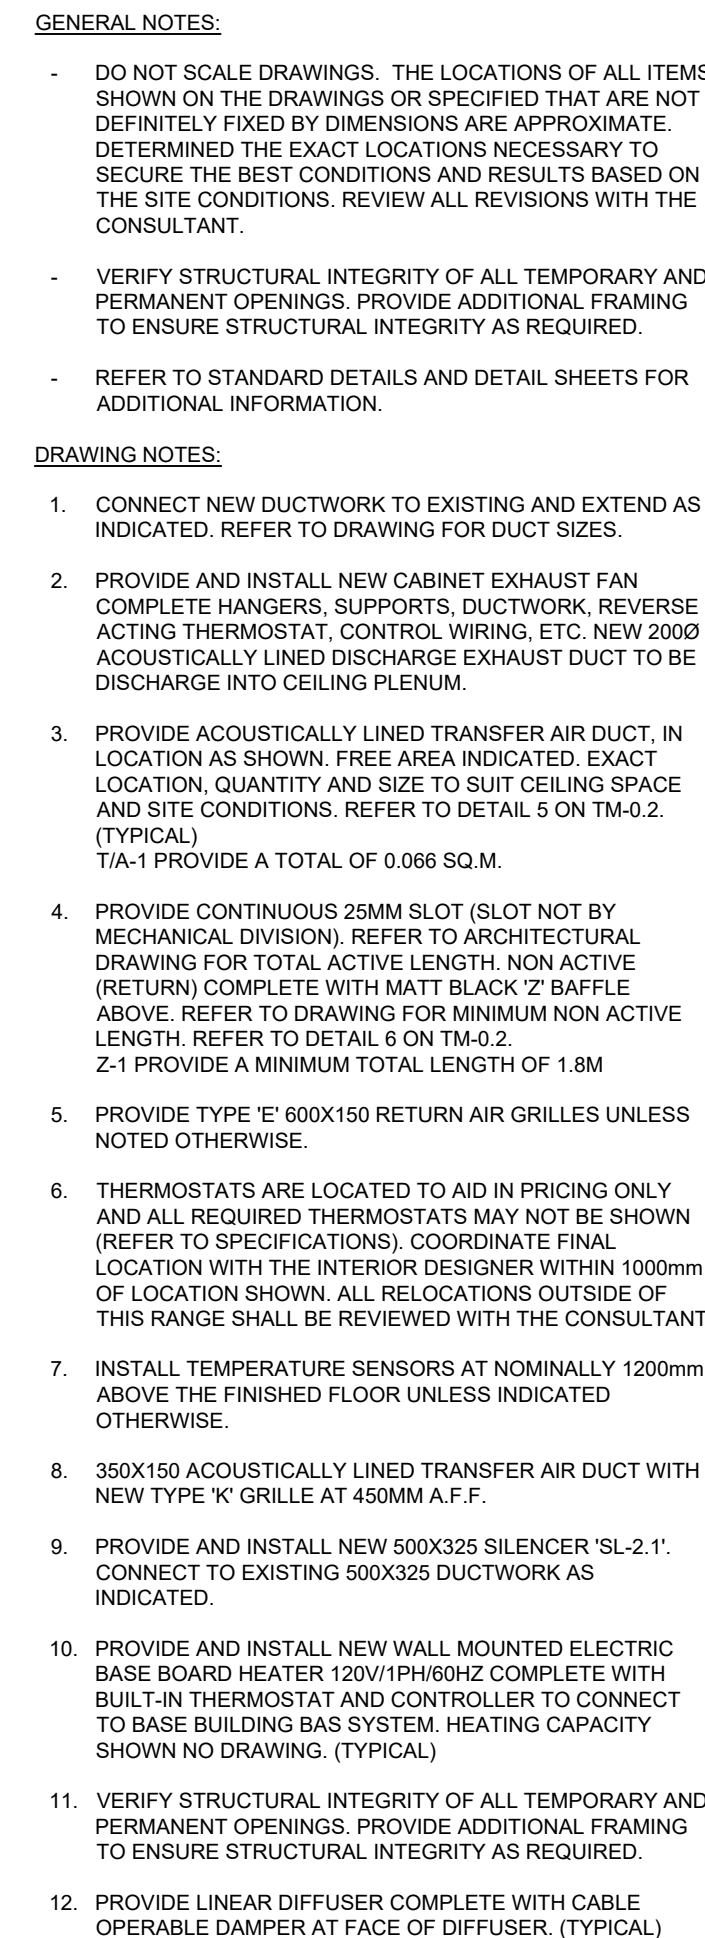 GENERAL NOTES:
- DO NOT SCALE DRAWINGS. THE LOCATIONS OF ALL ITEMS
SHOWN ON THE DRAWINGS OR SPECIFIED THAT ARE NOT
DEFINITELY FIXED BY DIMENSIONS ARE APPROXIMATE.
DETERMINED THE EXACT LOCATIONS NECESSARY TO
SECURE THE BEST CONDITIONS AND RESULTS BASED ON
THE SITE CONDITIONS. REVIEW ALL REVISIONS WITH THE
CONSULTANT.
- VERIFY STRUCTURAL INTEGRITY OF ALL TEMPORARY AND
PERMANENT OPENINGS. PROVIDE ADDITIONAL FRAMING
TO ENSURE STRUCTURAL INTEGRITY AS REQUIRED.
- REFER TO STANDARD DETAILS AND DETAIL SHEETS FOR
ADDITIONAL INFORMATION.
DRAWING NOTES:
1. CONNECT NEW DUCTWORK TO EXISTING AND EXTEND AS
INDICATED. REFER TO DRAWING FOR DUCT SIZES.
2. PROVIDE AND INSTALL NEW CABINET EXHAUST FAN
COMPLETE HANGERS, SUPPORTS, DUCTWORK, REVERSE
ACTING THERMOSTAT, CONTROL WIRING, ETC. NEW 200Ø
ACOUSTICALLY LINED DISCHARGE EXHAUST DUCT TO BE
DISCHARGE INTO CEILING PLENUM.
3. PROVIDE ACOUSTICALLY LINED TRANSFER AIR DUCT, IN
LOCATION AS SHOWN. FREE AREA INDICATED. EXACT
LOCATION, QUANTITY AND SIZE TO SUIT CEILING SPACE
AND SITE CONDITIONS. REFER TO DETAIL 5 ON TM-0.2.
(TYPICAL)
T/A-1 PROVIDE A TOTAL OF 0.066 SQ.M.
4. PROVIDE CONTINUOUS 25MM SLOT (SLOT NOT BY
MECHANICAL DIVISION). REFER TO ARCHITECTURAL
DRAWING FOR TOTAL ACTIVE LENGTH. NON ACTIVE
(RETURN) COMPLETE WITH MATT BLACK 'Z' BAFFLE
ABOVE. REFER TO DRAWING FOR MINIMUM NON ACTIVE
LENGTH. REFER TO DETAIL 6 ON TM-0.2.
Z-1 PROVIDE A MINIMUM TOTAL LENGTH OF 1.8M
5. PROVIDE TYPE 'E' 600X150 RETURN AIR GRILLES UNLESS
NOTED OTHERWISE.
6. THERMOSTATS ARE LOCATED TO AID IN PRICING ONLY
AND ALL REQUIRED THERMOSTATS MAY NOT BE SHOWN
(REFER TO SPECIFICATIONS). COORDINATE FINAL
LOCATION WITH THE INTERIOR DESIGNER WITHIN 1000mm
OF LOCATION SHOWN. ALL RELOCATIONS OUTSIDE OF
THIS RANGE SHALL BE REVIEWED WITH THE CONSULTANT
7. INSTALL TEMPERATURE SENSORS AT NOMINALLY 1200mm
ABOVE THE FINISHED FLOOR UNLESS INDICATED
OTHERWISE.
8. 350X150 ACOUSTICALLY LINED TRANSFER AIR DUCT WITH
NEW TYPE 'K' GRILLE AT 450MM A.F.F.
9. PROVIDE AND INSTALL NEW 500X325 SILENCER 'SL-2.1'.
CONNECT TO EXISTING 500X325 DUCTWORK AS
INDICATED.
10. PROVIDE AND INSTALL NEW WALL MOUNTED ELECTRIC
BASE BOARD HEATER 120V/1PH/60HZ COMPLETE WITH
BUILT-IN THERMOSTAT AND CONTROLLER TO CONNECT
TO BASE BUILDING BAS SYSTEM. HEATING CAPACITY
SHOWN NO DRAWING. (TYPICAL)
11. VERIFY STRUCTURAL INTEGRITY OF ALL TEMPORARY AND
PERMANENT OPENINGS. PROVIDE ADDITIONAL FRAMING
TO ENSURE STRUCTURAL INTEGRITY AS REQUIRED.
12. PROVIDE LINEAR DIFFUSER COMPLETE WITH CABLE
OPERABLE DAMPER AT FACE OF DIFFUSER. (TYPICAL)